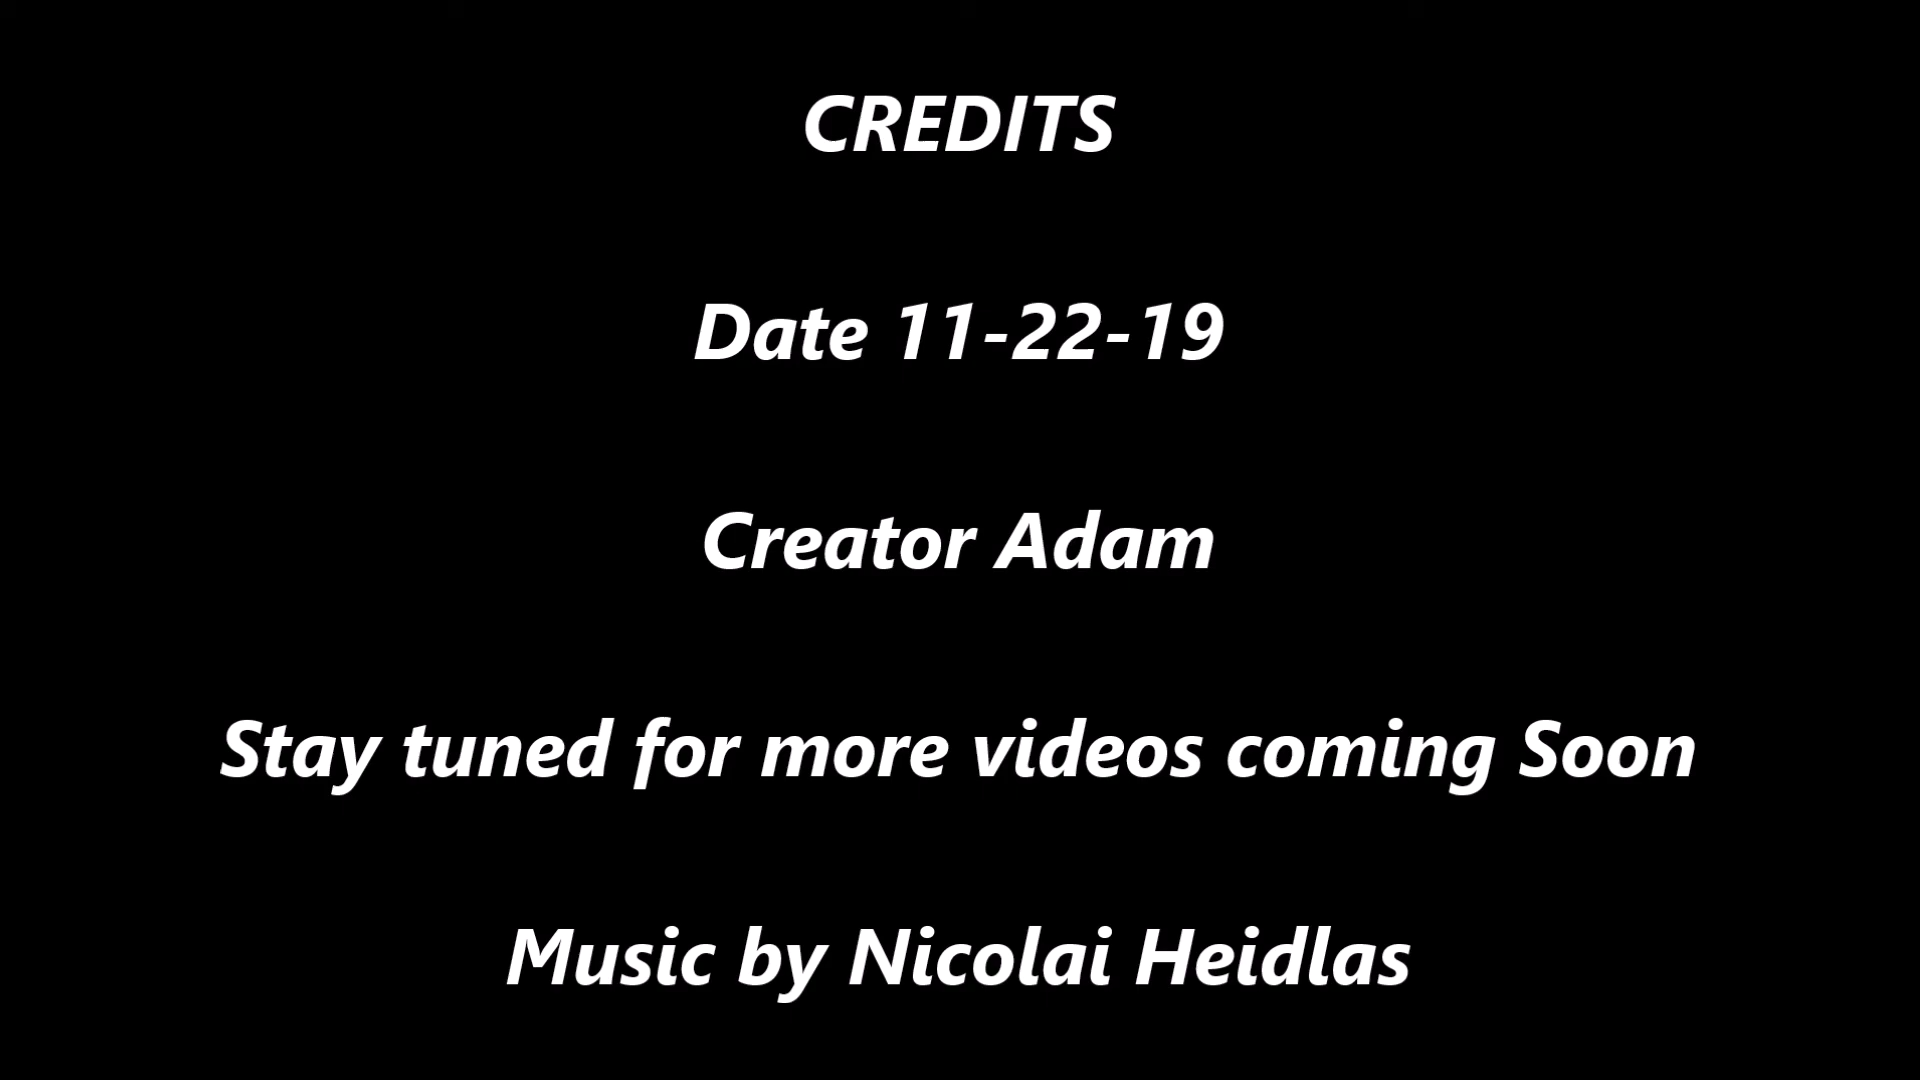 CREDITS
Date 11-22-19
Creator Adam
Stay tuned for more videos coming Soon
Music by Nicolai Heidlas